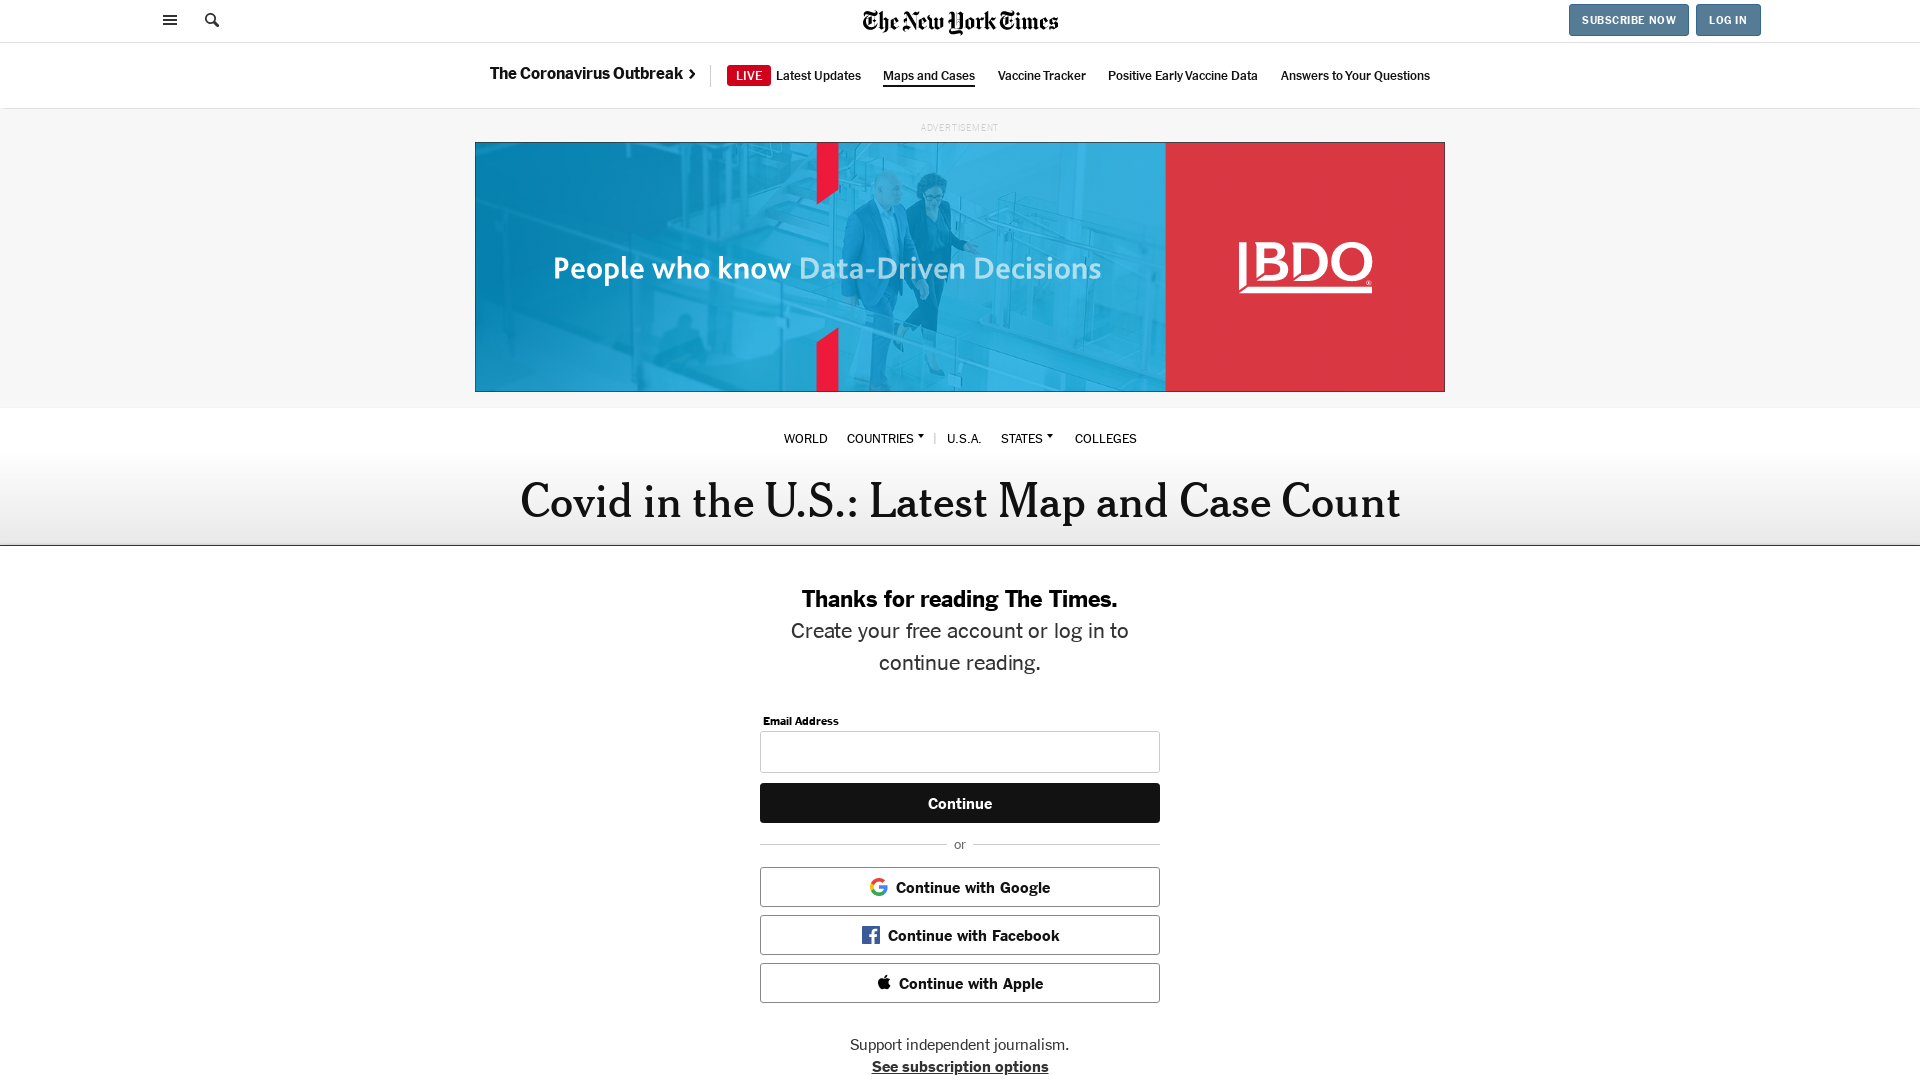 The New York Times
SUBSCRIBE NOW
LOG IN
The Coronavirus Outbreak
LIVE
Latest Updates
Maps and Cases
Vaccine Tracker
Positive Early Vaccine Data
Answers to Your Questions
ADVERTISEMENT
People who know Data-Driven Decisions
BDO®
WORLD
COUNTRIES
U.S.A.
STATES
COLLEGES
Covid in the U.S.: Latest Map and Case Count
Thanks for reading The Times.
Create your free account or log in to
continue reading.
Email Address
Continue
or
Continue with Google
Continue with Facebook
Continue with Apple
Support independent journalism.
See subscription options